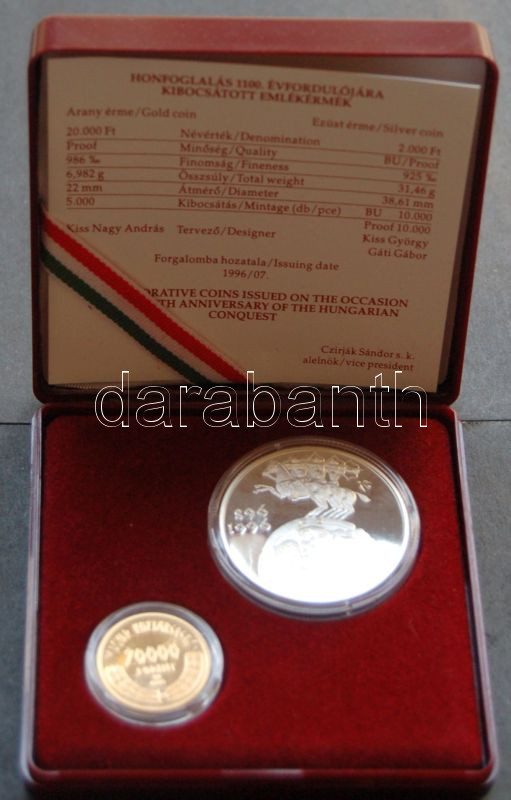 HONFOGLALÁS 1100. ÉVFORDULÓJÁRA
KIBOCSÁTOTT EMLÉKÉRMÉK
Arany érme/Gold coin Ezüst érme/Silver coin
20.000 Ft Névérték/Denomination 2.000 Ft
Proof Minőség/Quality BU/Proof
986 ‰ Finomság/Fineness 925 ‰
6,982 g Összsúly/Total weight 31,46 g
22 mm Átmérő/Diameter 38,61 mm
5.000 Kibocsátás/Mintage (db/pce) BU 10.000
Proof 10.000
Kiss Nagy András Tervező/Designer Kiss György
Gáti Gábor
Forgalomba hozatala/Issuing date
1996/07.
ORATIVE COINS ISSUED ON THE OCCASION
TH ANNIVERSARY OF THE HUNGARIAN
CONQUEST
Czirják Sándor s. k.
alelnök/vice president
darabanth
896
1996